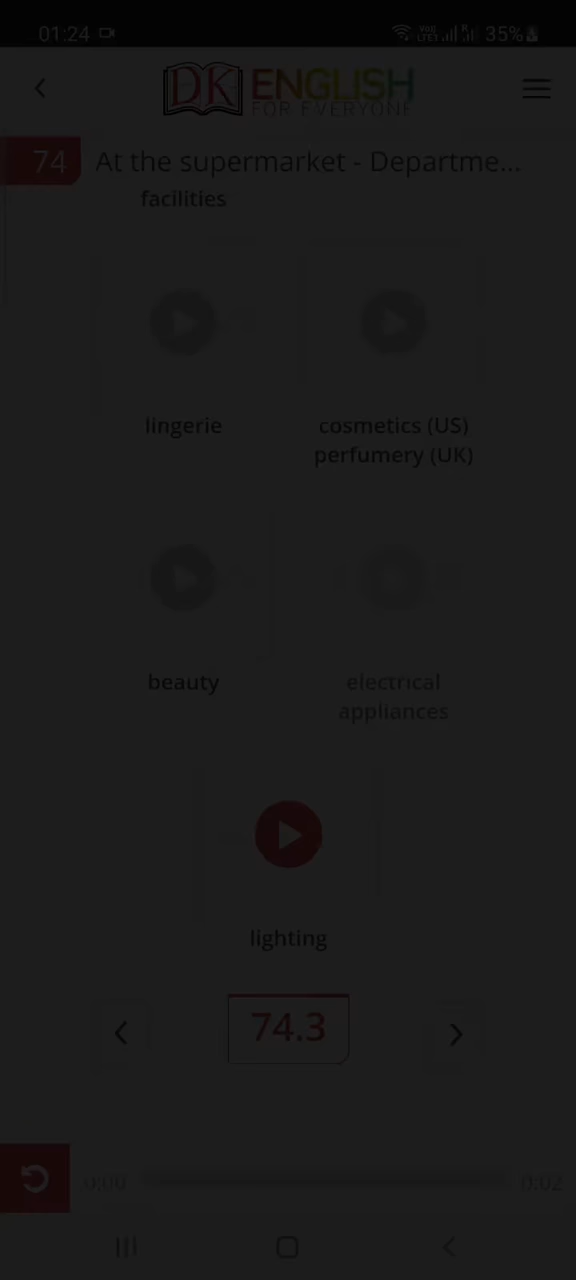 01:24
35%
DK ENGLISH
FOR EVERYONE
74 At the supermarket - Departme...
facilities
lingerie
cosmetics (US)
perfumery (UK)
beauty
electrical
appliances
lighting
74.3
0:00 0:02